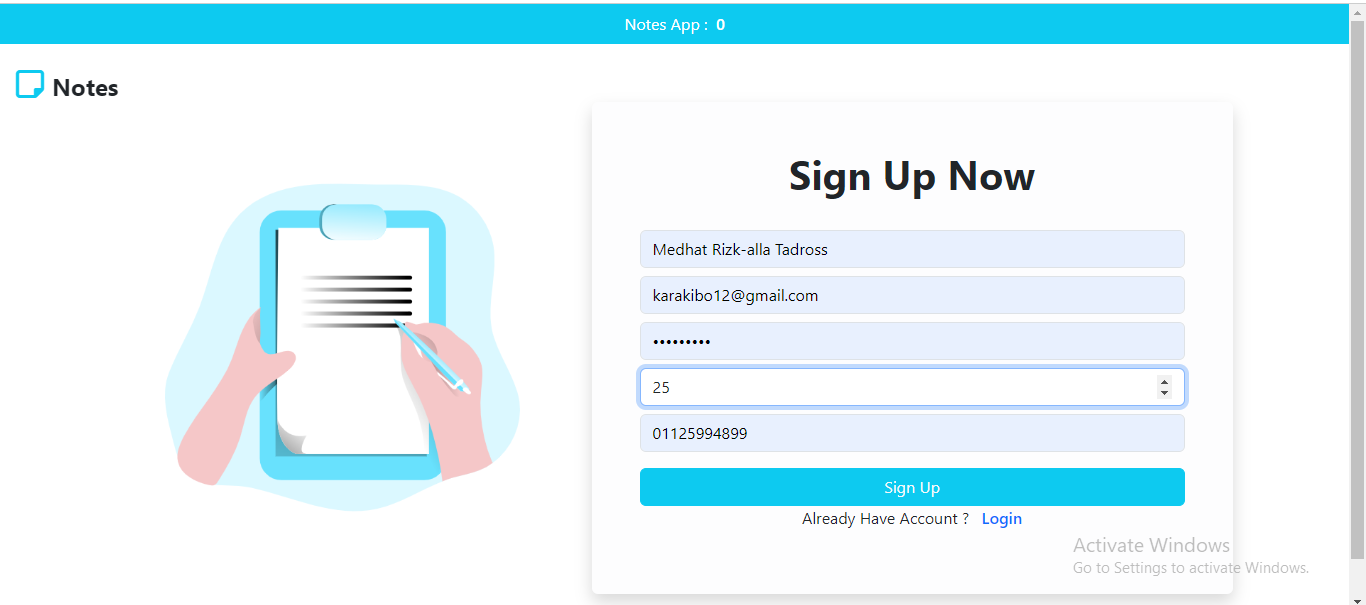 Notes App : 0
Notes
Sign Up Now
Medhat Rizk-alla Tadross
karakibo12@gmail.com
•••••••••
25
01125994899
Sign Up
Already Have Account ? Login
Activate Windows
Go to Settings to activate Windows.